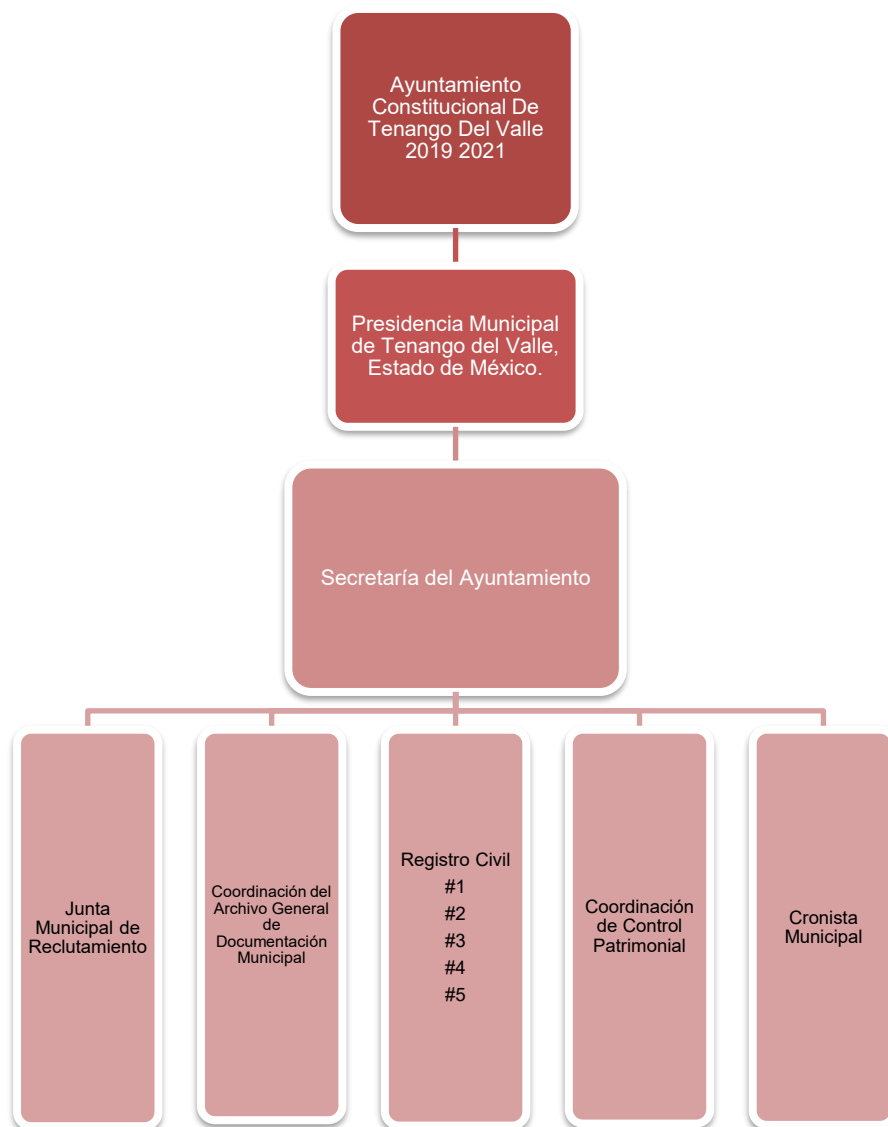 Ayuntamiento
Constitucional De
Tenango Del Valle
2019 2021
Presidencia Municipal
de Tenango del Valle,
Estado de México.
Secretaría del Ayuntamiento
Junta
Municipal de
Reclutamiento
Coordinación del
Archivo General
de
Documentación
Municipal
Registro Civil
#1
#2
#3
#4
#5
Coordinación
de Control
Patrimonial
Cronista
Municipal